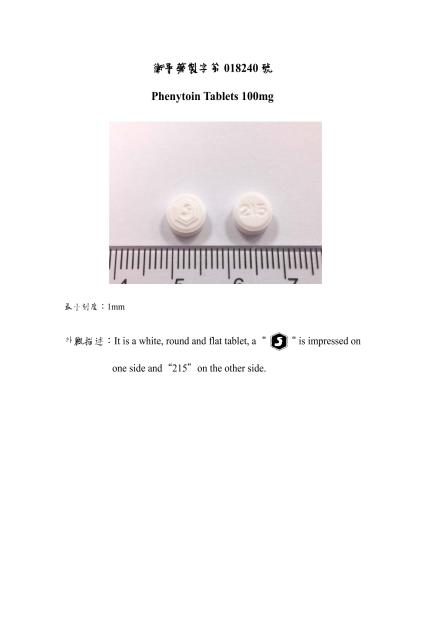 衛署藥製字第 018240 號
Phenytoin Tablets 100mg
215
4 5 6 7
最小刻度：1mm
外觀描述：It is a white, round and flat tablet, a “ S “ is impressed on
one side and “215” on the other side.